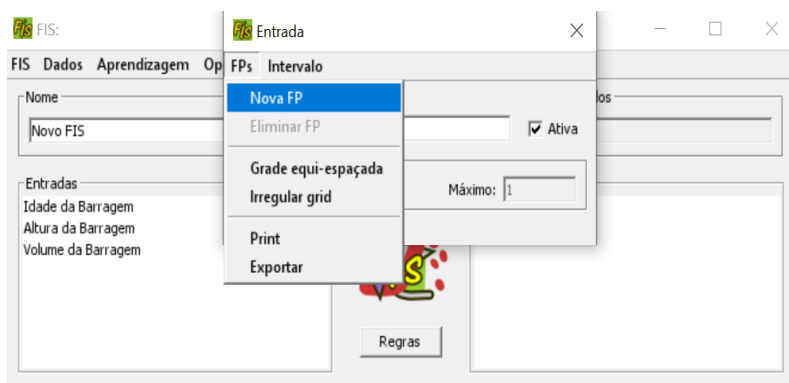 FIS:
FIS Dados Aprendizagem Op
Nome
Novo FIS
Entradas
Idade da Barragem
Altura da Barragem
Volume da Barragem
Entrada
FPs Intervalo
Nova FP
Eliminar FP
Grade equi-espaçada
Irregular grid
Print
Exportar
Ativa
Máximo: 1
los
Regras